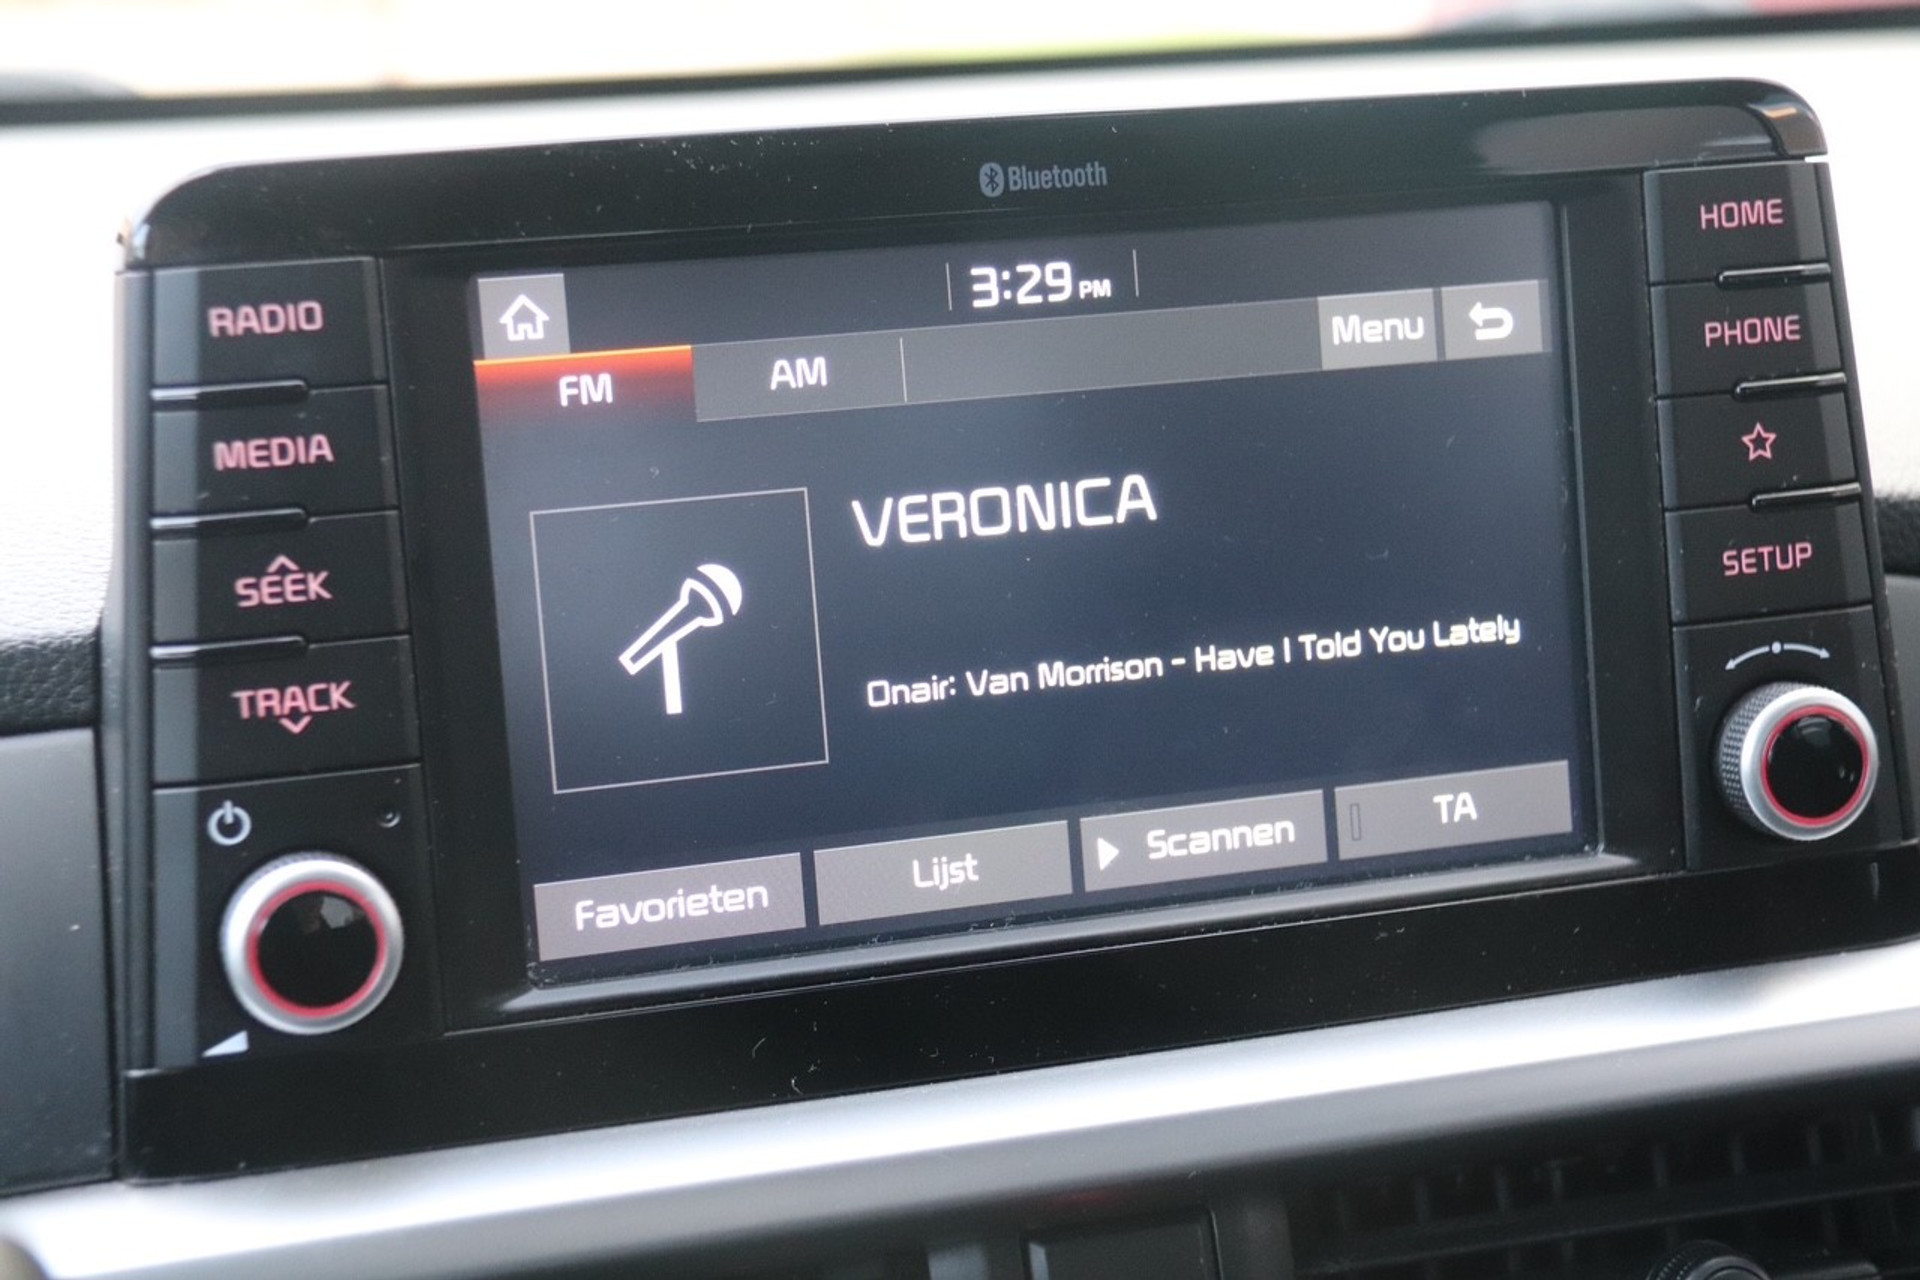 Bluetooth
3:29 PM
Menu
FM
AM
VERONICA
Onair: Van Morrison - Have I Told You Lately
Favorieten
Lijst
Scannen
TA
RADIO
MEDIA
SEEK
TRACK
HOME
PHONE
SETUP